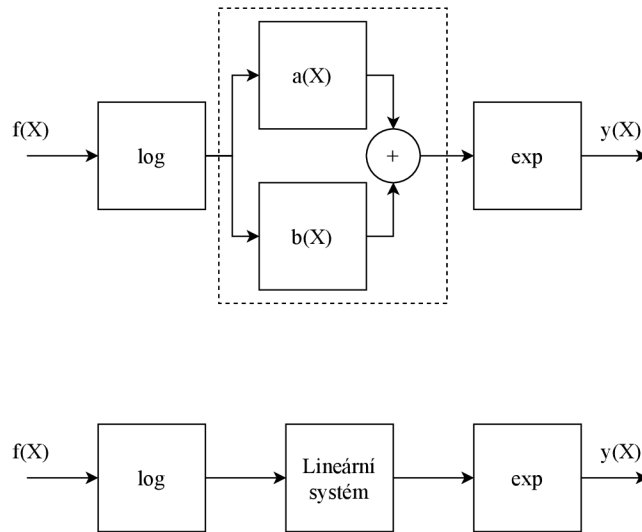 a(X)
f(X)
log
+
exp
y(X)
b(X)
f(X)
log
Lineární
systém
exp
y(X)